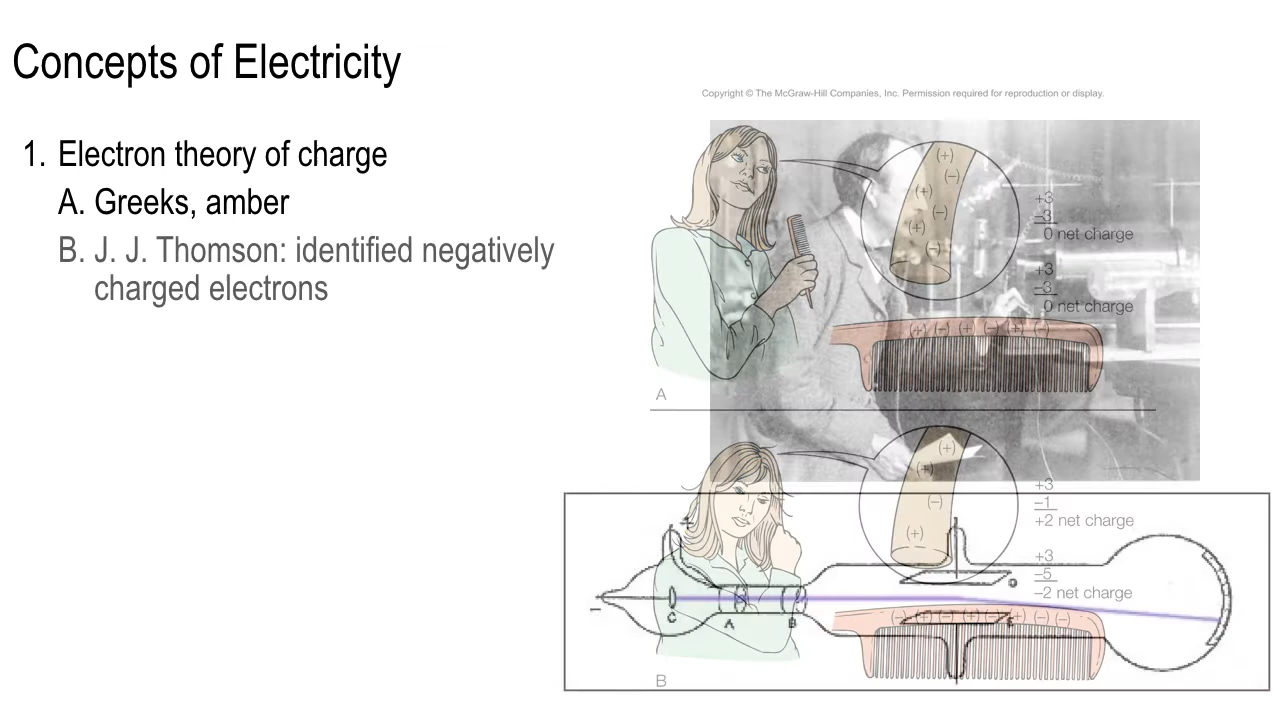 Concepts of Electricity
Copyright © The McGraw-Hill Companies, Inc. Permission required for reproduction or display.
1. Electron theory of charge
A. Greeks, amber
B. J. J. Thomson: identified negatively
charged electrons
(+)
(–)
(+)
(–)
(+)
(–)
+3
–3
0 net charge
+3
–3
0 net charge
(+) (–) (+) (–) (+) (–)
A
(+)
(+)
(–)
(+)
+3
–1
+2 net charge
+3
–5
–2 net charge
D
C
A
B
(–) (+) (–) (+) (–) (+) (–) (–)
E
B